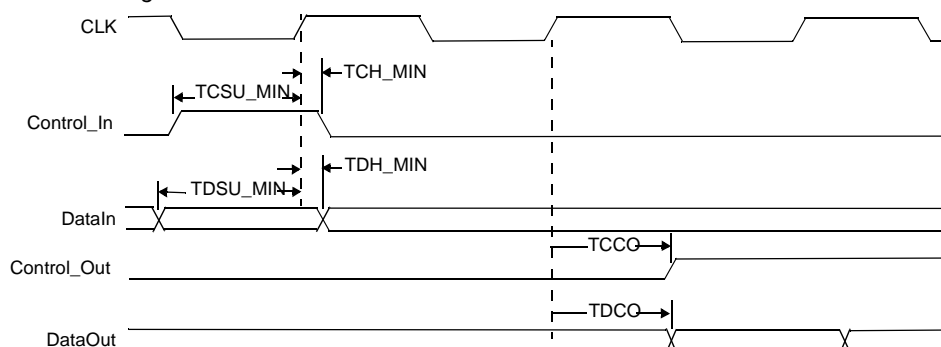 CLK
TCH_MIN
TCSU_MIN
Control_In
TDH_MIN
TDSU_MIN
DataIn
TCCO
Control_Out
TDCO
DataOut